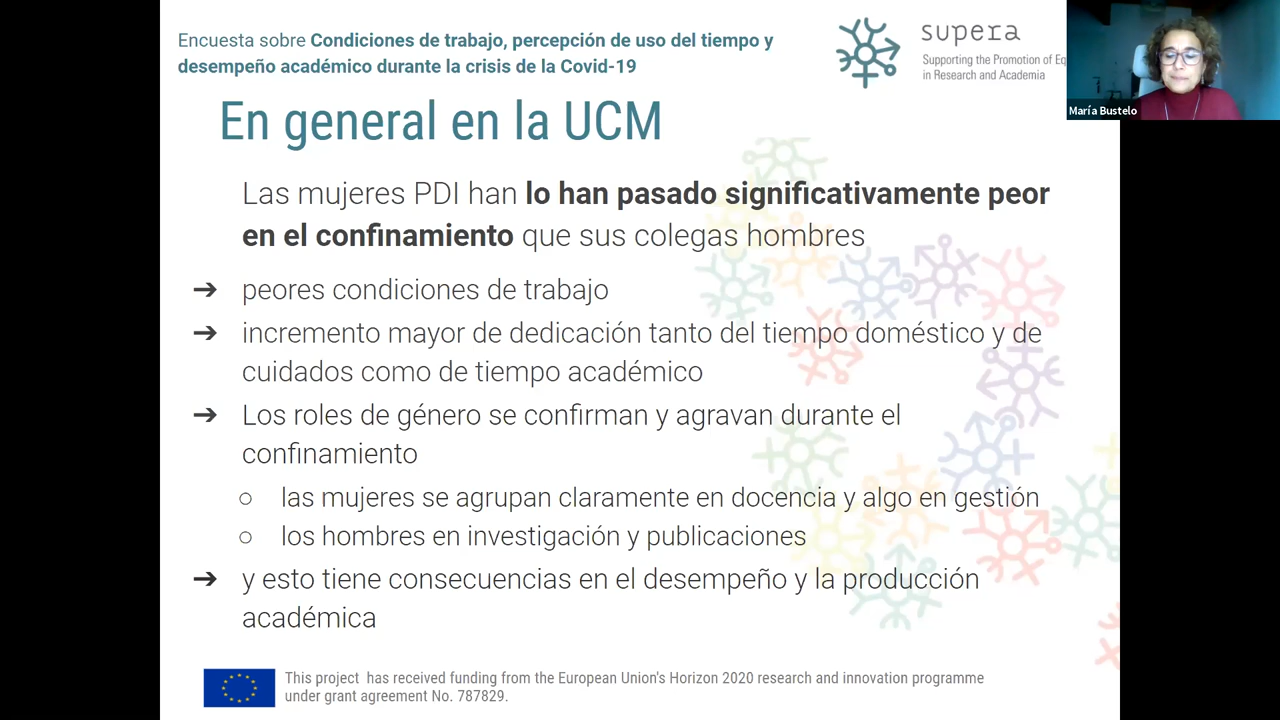 Encuesta sobre Condiciones de trabajo, percepción de uso del tiempo y
desempeño académico durante la crisis de la Covid-19
supera
Supporting the Promotion of Eq
in Research and Academia
María Bustelo
En general en la UCM
Las mujeres PDI han lo han pasado significativamente peor
en el confinamiento que sus colegas hombres
➔ peores condiciones de trabajo
➔ incremento mayor de dedicación tanto del tiempo doméstico y de
cuidados como de tiempo académico
➔ Los roles de género se confirman y agravan durante el
confinamiento
○ las mujeres se agrupan claramente en docencia y algo en gestión
○ los hombres en investigación y publicaciones
➔ y esto tiene consecuencias en el desempeño y la producción
académica
This project has received funding from the European Union's Horizon 2020 research and innovation programme
under grant agreement No. 787829.